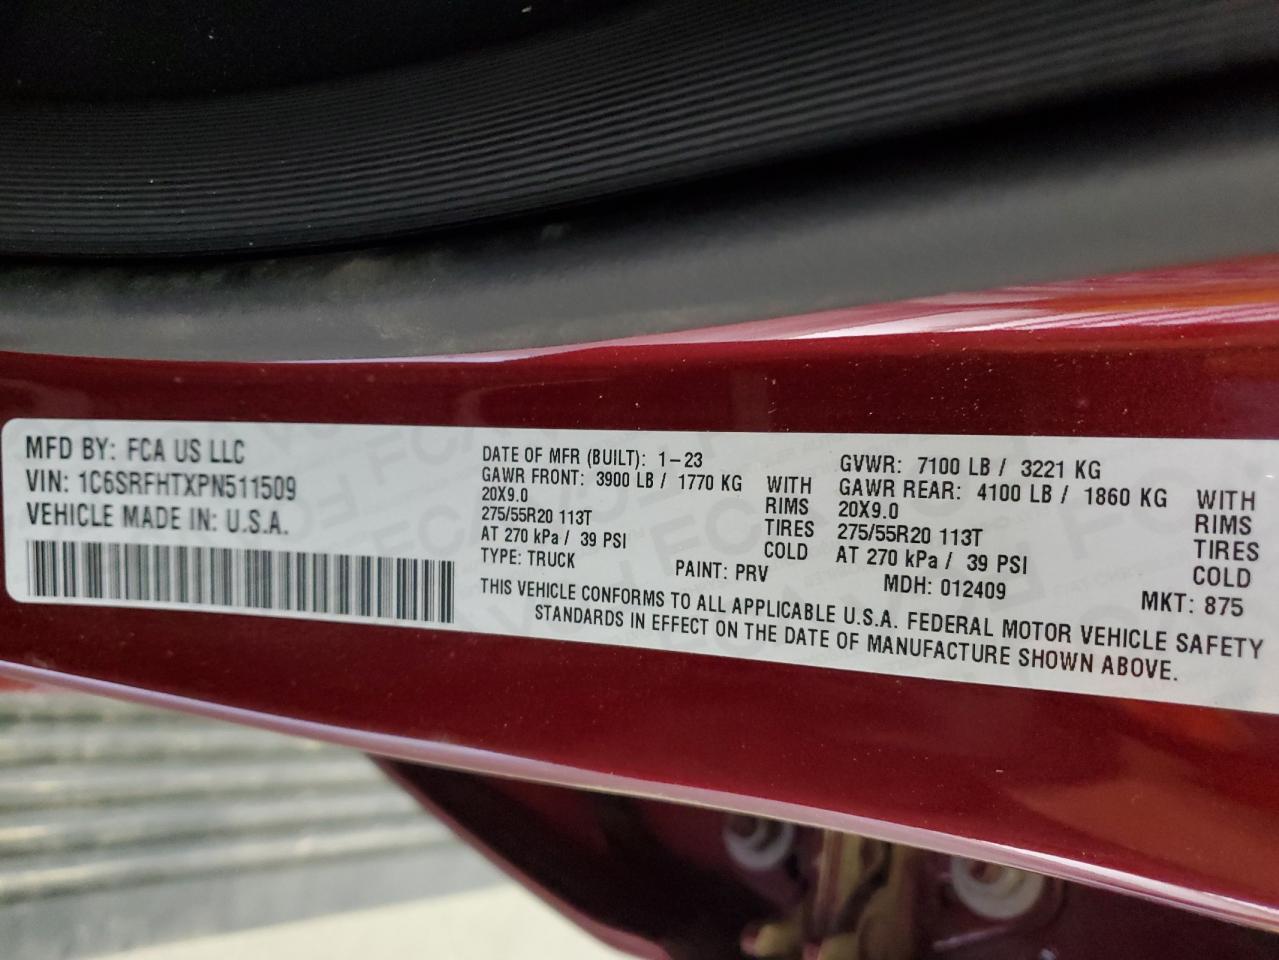 MFD BY: FCA US LLC
VIN: 1C6SRFHTXPN511509
VEHICLE MADE IN: U.S.A.
DATE OF MFR (BUILT): 1-23
GAWR FRONT: 3900 LB / 1770 KG WITH
20X9.0 RIMS
275/55R20 113T TIRES
AT 270 kPa / 39 PSI COLD
TYPE: TRUCK PAINT: PRV
GVWR: 7100 LB / 3221 KG
GAWR REAR: 4100 LB / 1860 KG WITH
20X9.0 RIMS
275/55R20 113T TIRES
AT 270 kPa / 39 PSI COLD
MDH: 012409 MKT: 875
THIS VEHICLE CONFORMS TO ALL APPLICABLE U.S.A. FEDERAL MOTOR VEHICLE SAFETY
STANDARDS IN EFFECT ON THE DATE OF MANUFACTURE SHOWN ABOVE.